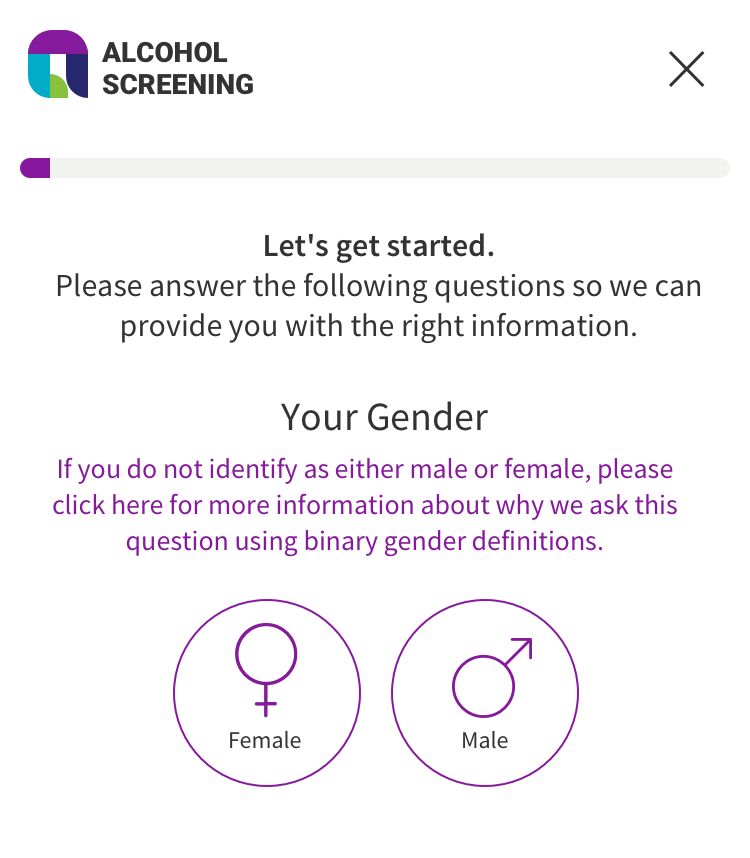 ALCOHOL
SCREENING
Let's get started.
Please answer the following questions so we can
provide you with the right information.
Your Gender
If you do not identify as either male or female, please
click here for more information about why we ask this
question using binary gender definitions.
Female
Male